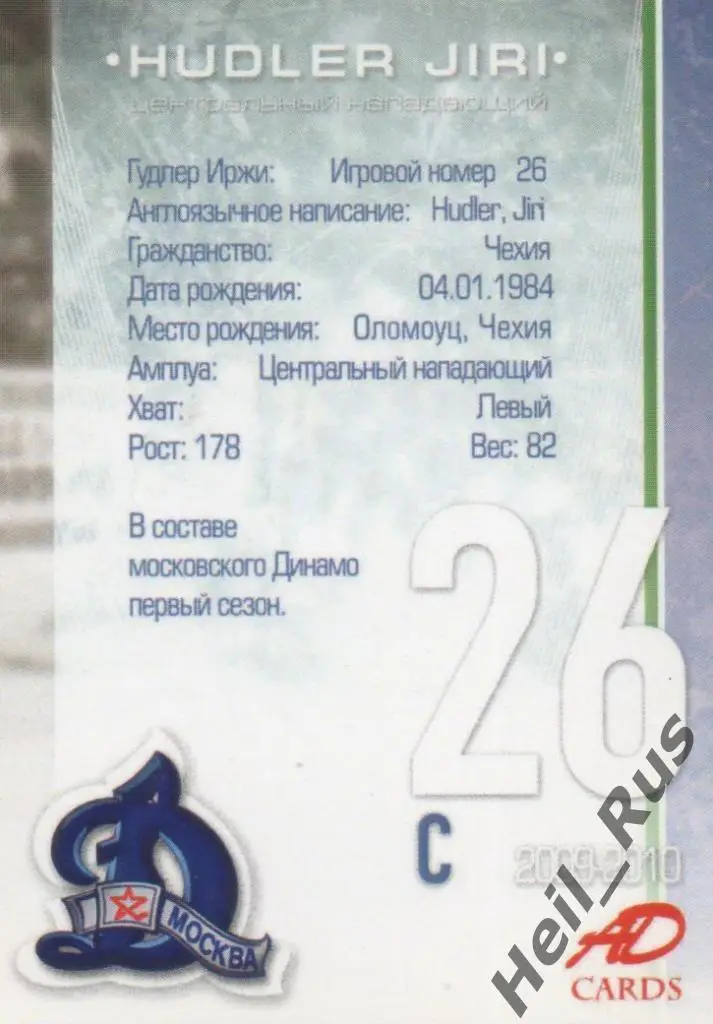 •HUDLER JIRI•
центральный нападающий
Гудлер Иржи: Игровой номер 26
Англоязычное написание: Hudler, Jiri
Гражданство: Чехия
Дата рождения: 04.01.1984
Место рождения: Оломоуц, Чехия
Амплуа: Центральный нападающий
Хват: Левый
Рост: 178 Вес: 82
В составе
московского Динамо
первый сезон.
26
С
2009-2010
Д
МОСКВА
AD
CARDS
Heil_Rus